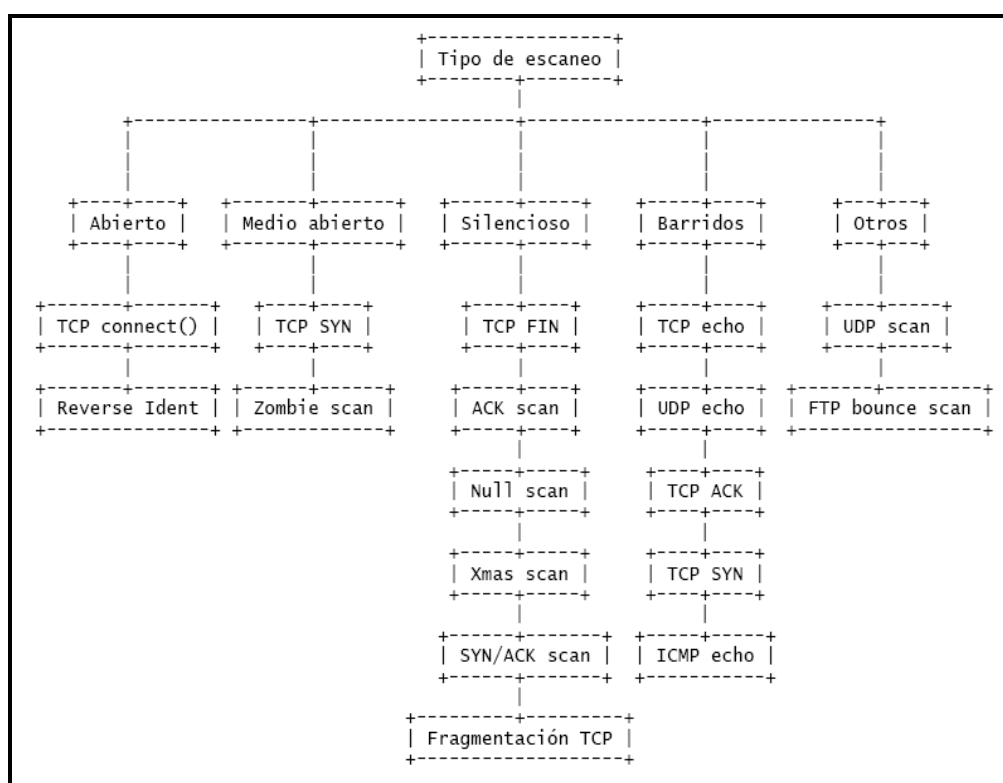 Tipo de escaneo
Abierto Medio abierto Silencioso Barridos Otros
TCP connect() TCP SYN TCP FIN TCP echo UDP scan
Reverse Ident Zombie scan ACK scan UDP echo FTP bounce scan
Null scan TCP ACK
Xmas scan TCP SYN
SYN/ACK scan ICMP echo
Fragmentación TCP